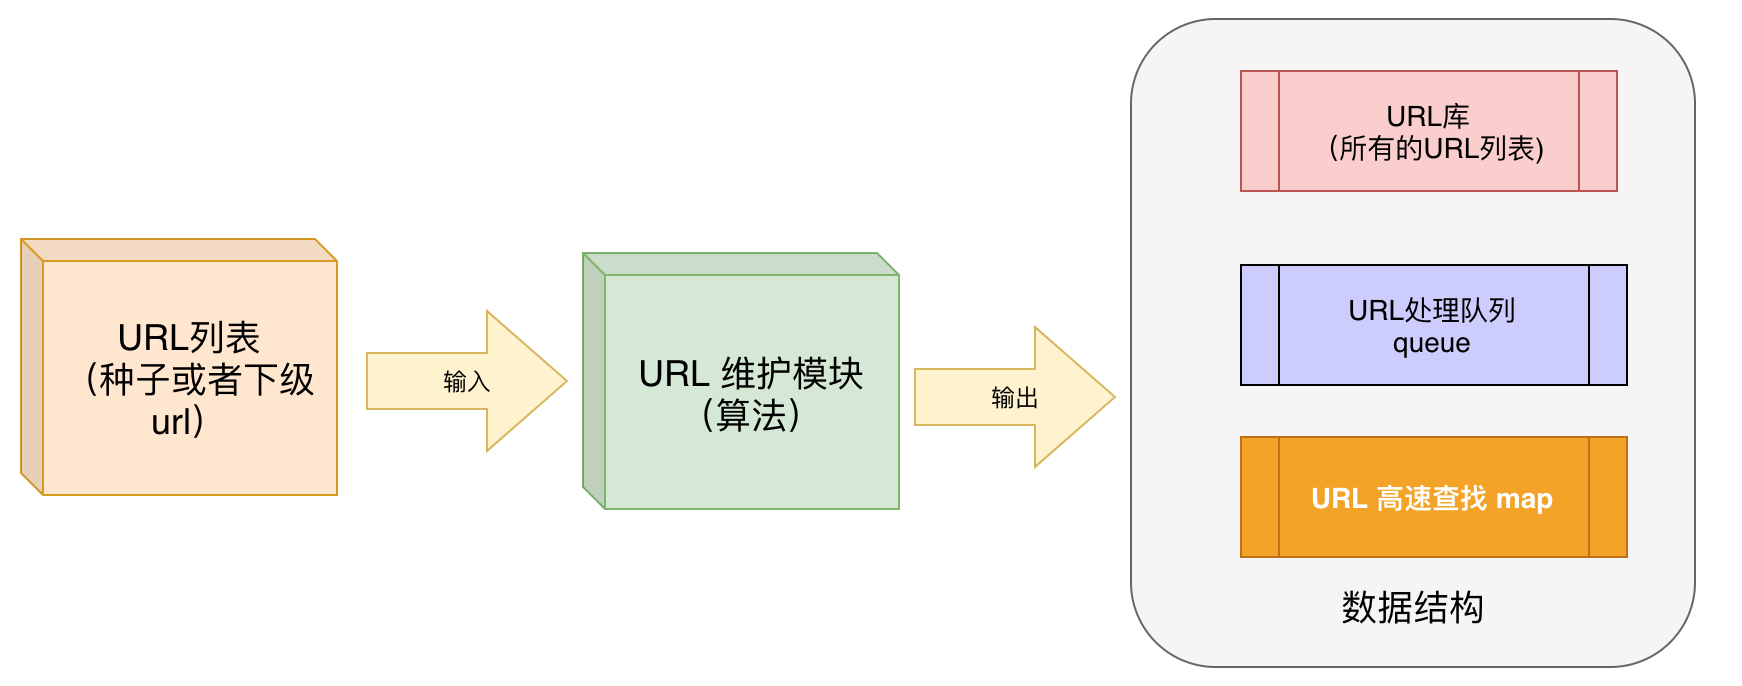 URL列表
（种子或者下级
url）
输入
URL 维护模块
（算法）
输出
URL库
（所有的URL列表)
URL处理队列
queue
URL 高速查找 map
数据结构